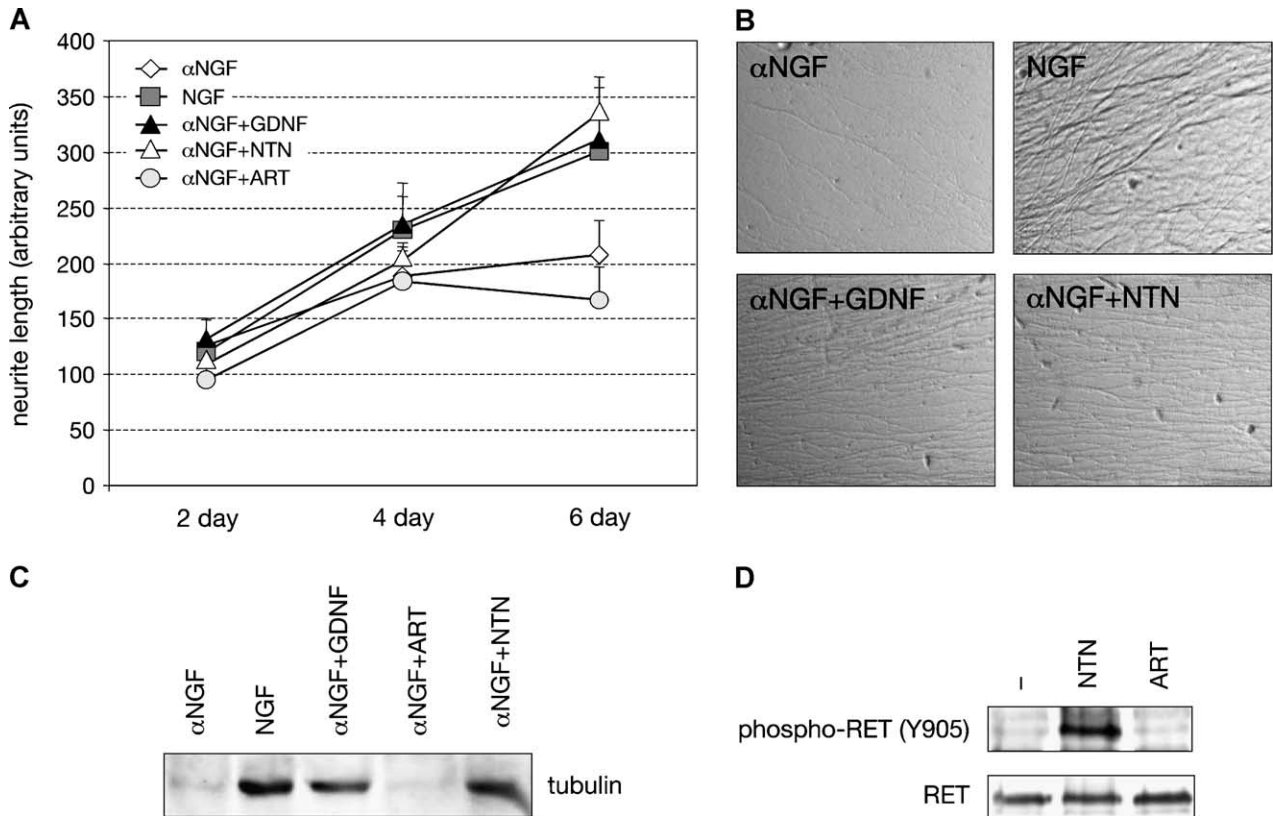 A
400
350
300
250
200
150
100
50
0
neurite length (arbitrary units)
αNGF
NGF
αNGF+GDNF
αNGF+NTN
αNGF+ART
2 day
4 day
6 day
B
αNGF
NGF
αNGF+GDNF
αNGF+NTN
C
αNGF
NGF
αNGF+GDNF
αNGF+ART
αNGF+NTN
tubulin
D
–
NTN
ART
phospho-RET (Y905)
RET